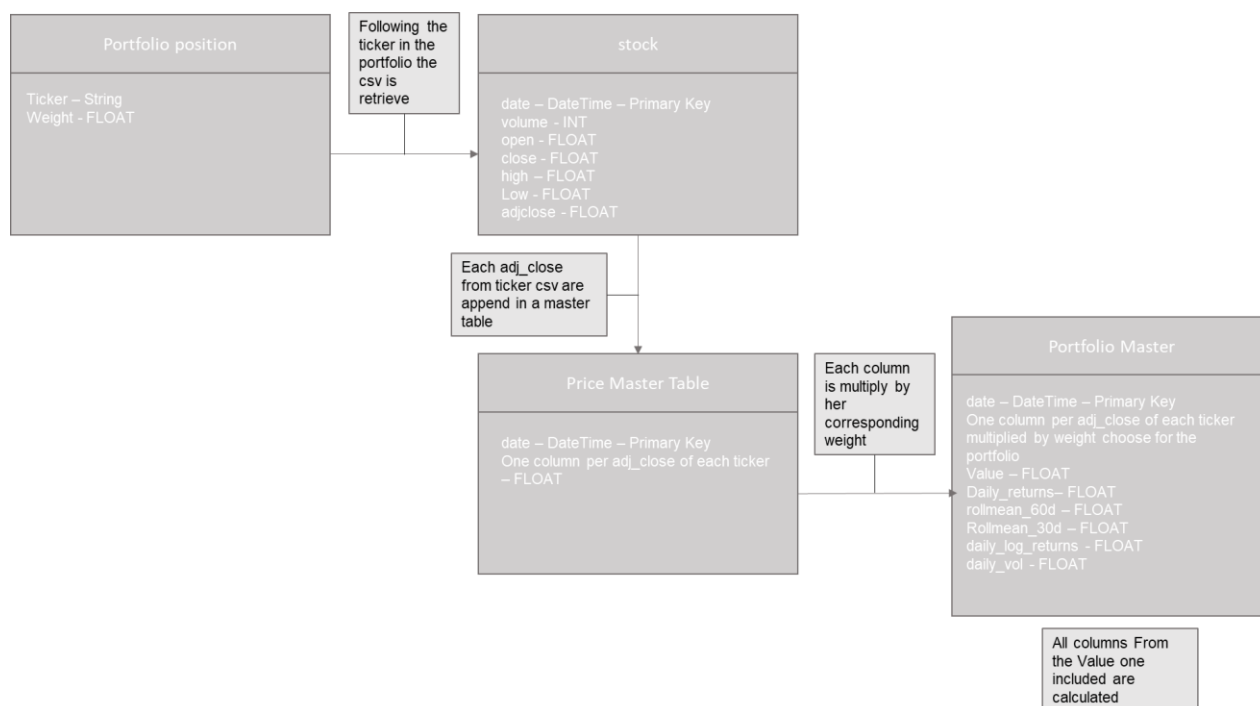 Portfolio position
Ticker – String
Weight - FLOAT
Following the
ticker in the
portfolio the
csv is
retrieve
stock
date – DateTime – Primary Key
volume - INT
open - FLOAT
close - FLOAT
high – FLOAT
Low - FLOAT
adjclose - FLOAT
Each adj_close
from ticker csv are
append in a master
table
Price Master Table
date – DateTime – Primary Key
One column per adj_close of each ticker
– FLOAT
Each column
is multiply by
her
corresponding
weight
Portfolio Master
date – DateTime – Primary Key
One column per adj_close of each ticker
multiplied by weight choose for the
portfolio
Value – FLOAT
Daily_returns– FLOAT
rollmean_60d – FLOAT
Rollmean_30d – FLOAT
daily_log_returns - FLOAT
daily_vol - FLOAT
All columns From
the Value one
included are
calculated